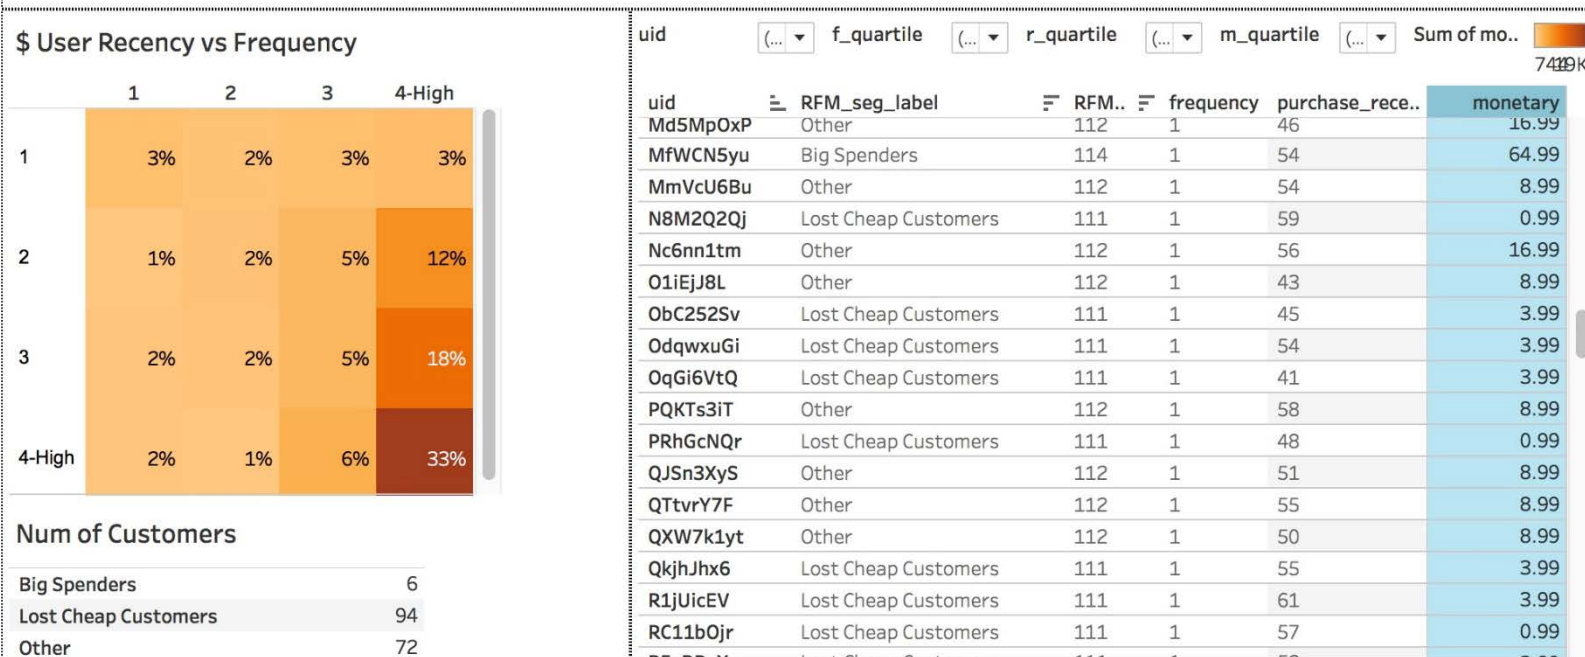 $ User Recency vs Frequency
1 2 3 4-High
1 3% 2% 3% 3%
2 1% 2% 5% 12%
3 2% 2% 5% 18%
4-High 2% 1% 6% 33%
Num of Customers
Big Spenders 6
Lost Cheap Customers 94
Other 72
uid (... f_quartile (... r_quartile (... m_quartile (... Sum of mo..
uid RFM_seg_label RFM.. frequency purchase_rece.. monetary
Md5MpOxP Other 112 1 46 16.99
MfWCN5yu Big Spenders 114 1 54 64.99
MmVcU6Bu Other 112 1 54 8.99
N8M2Q2Qj Lost Cheap Customers 111 1 59 0.99
Nc6nn1tm Other 112 1 56 16.99
O1iEjJ8L Other 112 1 43 8.99
ObC252Sv Lost Cheap Customers 111 1 45 3.99
OdqwxuGi Lost Cheap Customers 111 1 54 3.99
OqGi6VtQ Lost Cheap Customers 111 1 41 3.99
PQKTs3iT Other 112 1 58 8.99
PRhGcNQr Lost Cheap Customers 111 1 48 0.99
QJSn3XyS Other 112 1 51 8.99
QTtvrY7F Other 112 1 55 8.99
QXW7k1yt Other 112 1 50 8.99
QkjhJhx6 Lost Cheap Customers 111 1 55 3.99
R1jUicEV Lost Cheap Customers 111 1 61 3.99
RC11bOjr Lost Cheap Customers 111 1 57 0.99